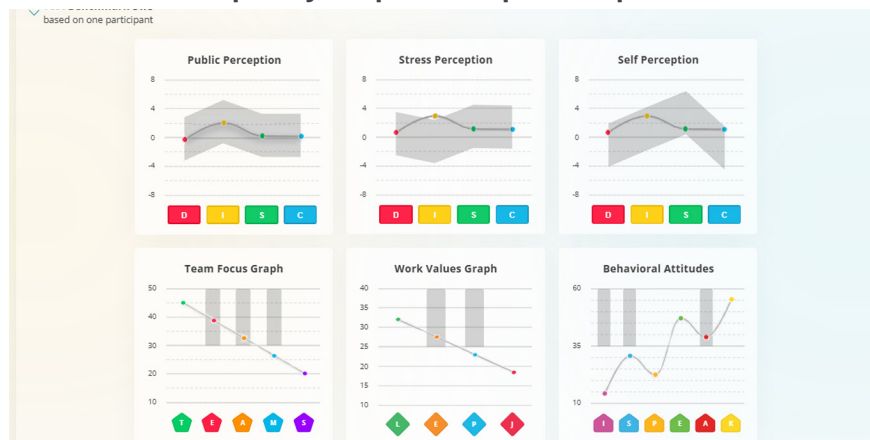 based on one participant
Public Perception
Stress Perception
Self Perception
8
4
0
-4
-8
D I S C
8
4
0
-4
-8
D I S C
8
4
0
-4
-8
D I S C
Team Focus Graph
Work Values Graph
Behavioral Attitudes
50
40
30
20
10
T E A M S
40
35
30
25
20
15
10
L E P J
60
35
10
I S P E A K